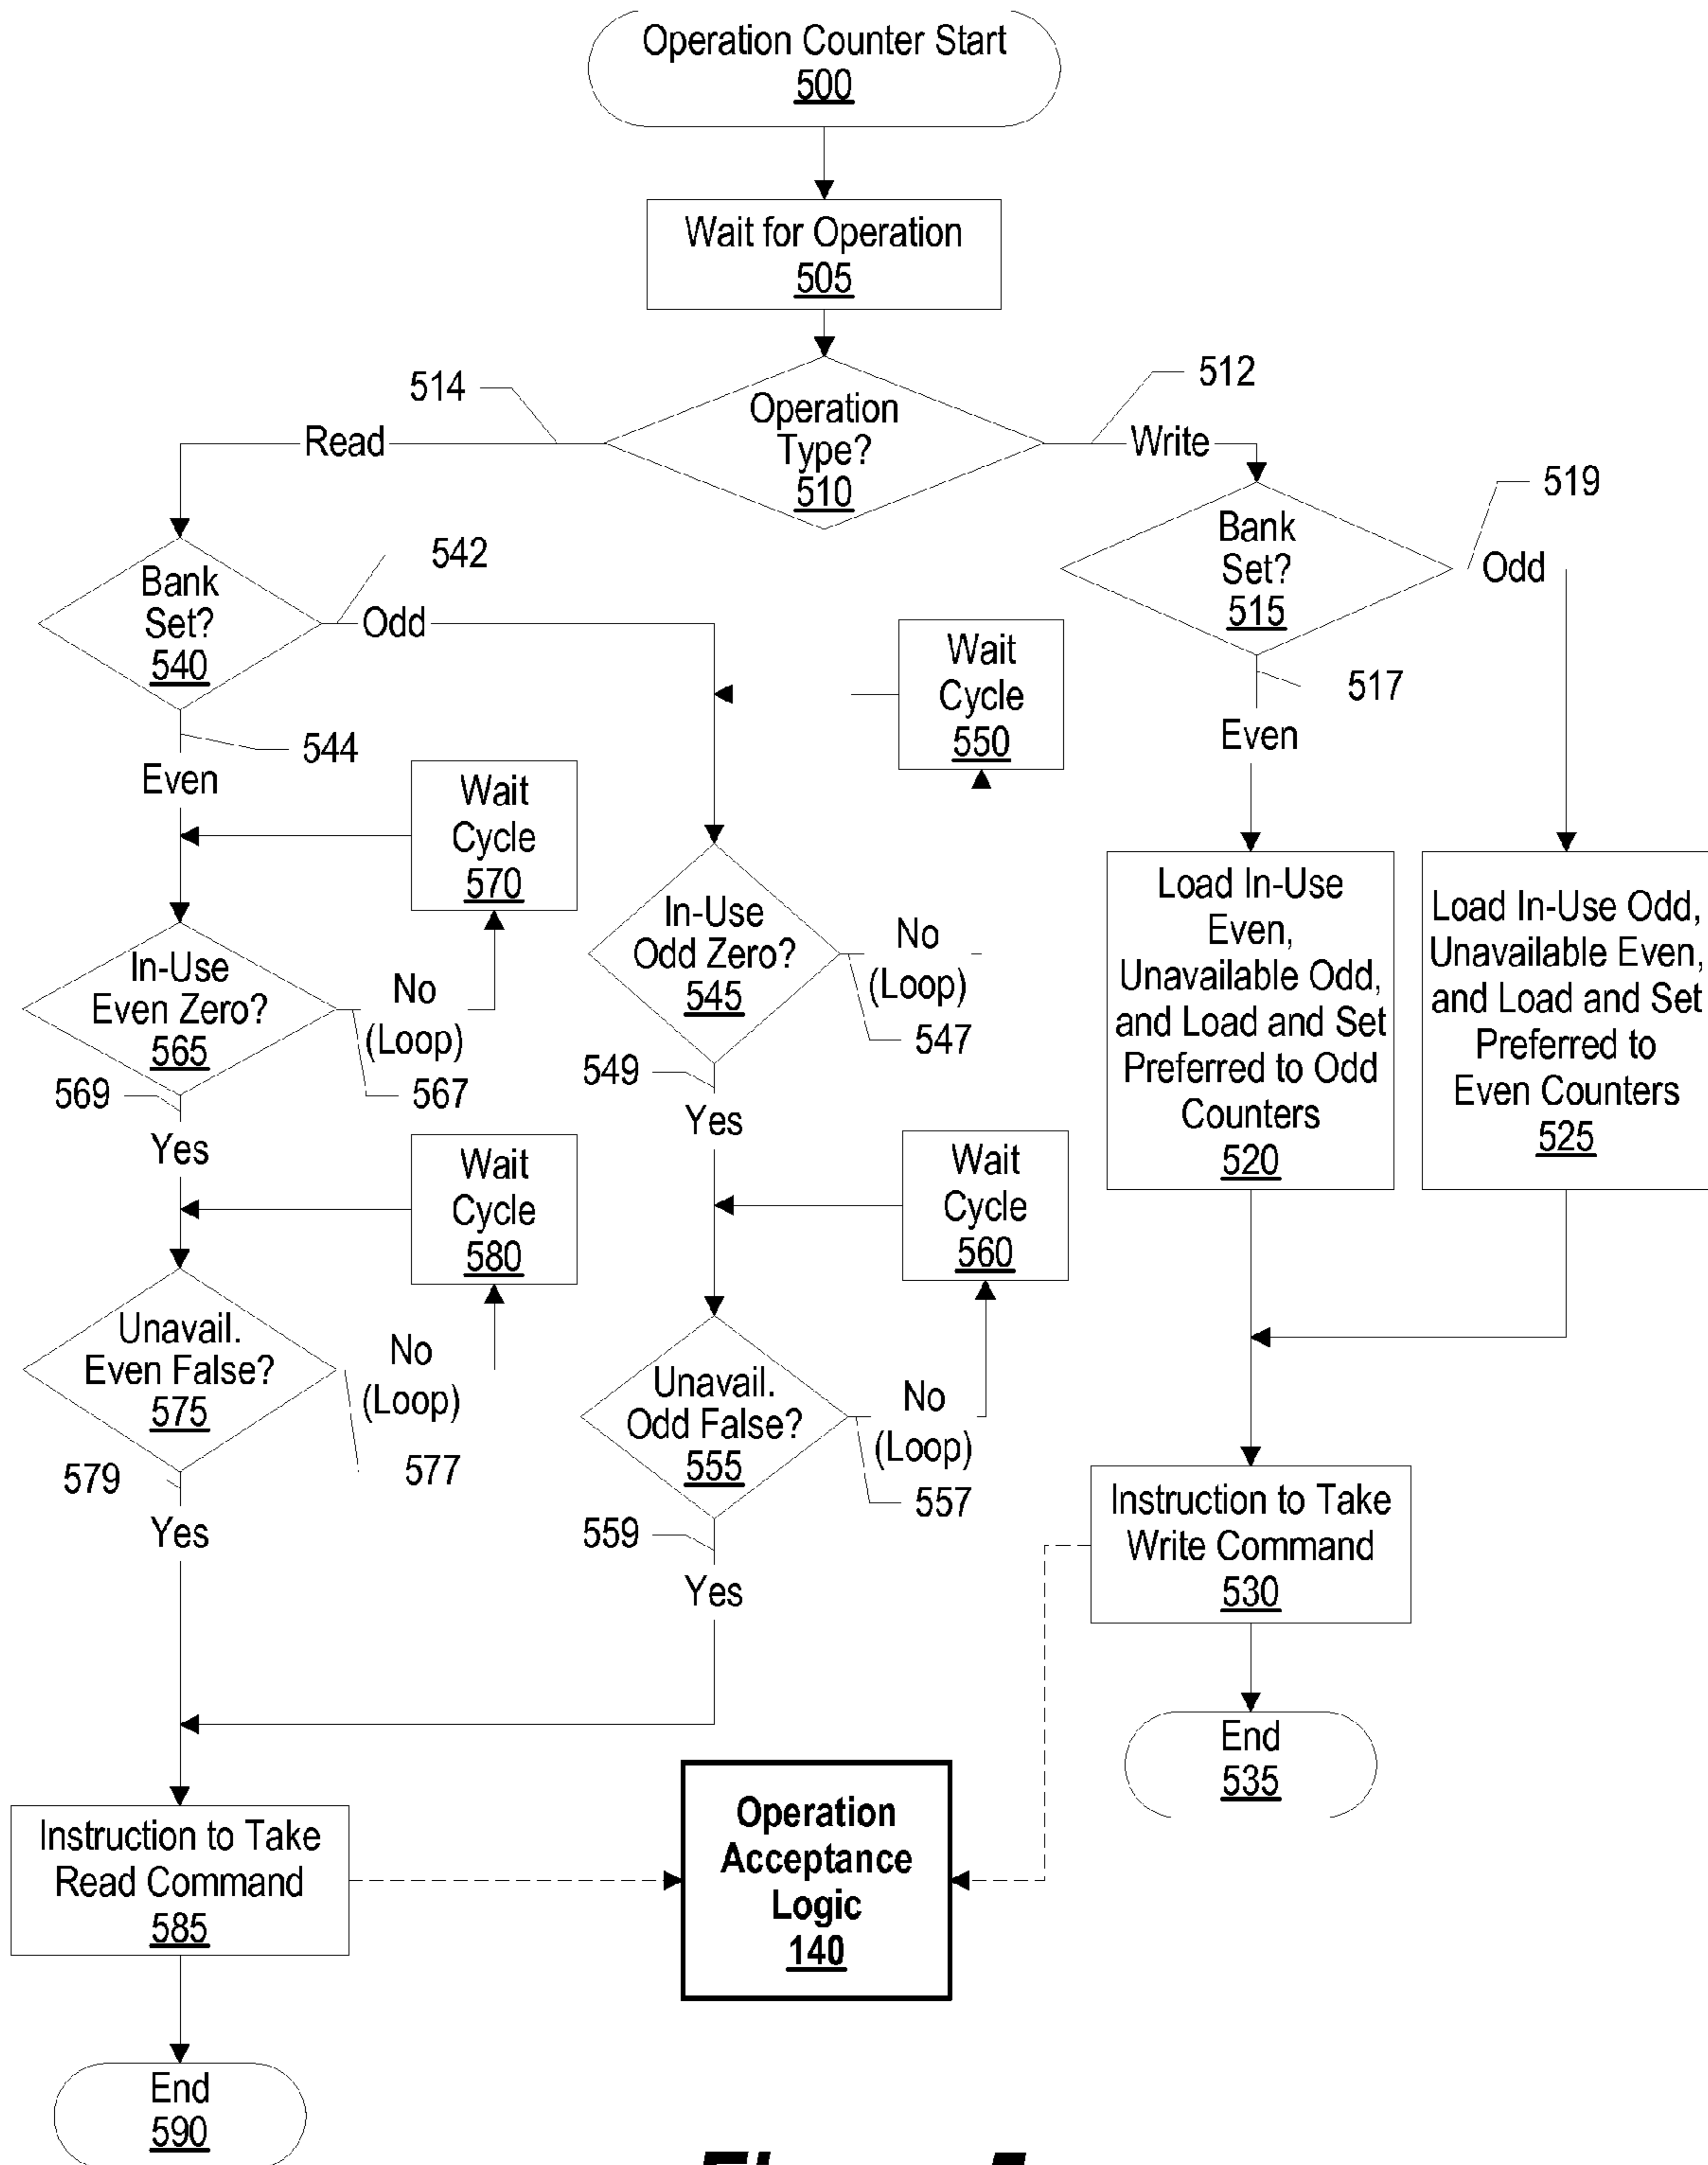 Operation Counter Start
500
Wait for Operation
505
514
512
Operation
Type?
510
Read
Write
519
Bank
Set?
515
Odd
542
Bank
Set?
540
Odd
Wait
Cycle
550
517
544
Even
Even
Wait
Cycle
570
Load In-Use
Even,
Unavailable Odd,
and Load and Set
Preferred to Odd
Counters
520
Load In-Use Odd,
Unavailable Even,
and Load and Set
Preferred to
Even Counters
525
In-Use
Odd Zero?
545
No
(Loop)
547
In-Use
Even Zero?
565
No
(Loop)
567
549
569
Yes
Yes
Wait
Cycle
580
Wait
Cycle
560
Unavail.
Even False?
575
No
(Loop)
577
Unavail.
Odd False?
555
No
(Loop)
557
579
Yes
559
Yes
Instruction to Take
Write Command
530
End
535
Operation
Acceptance
Logic
140
Instruction to Take
Read Command
585
End
590